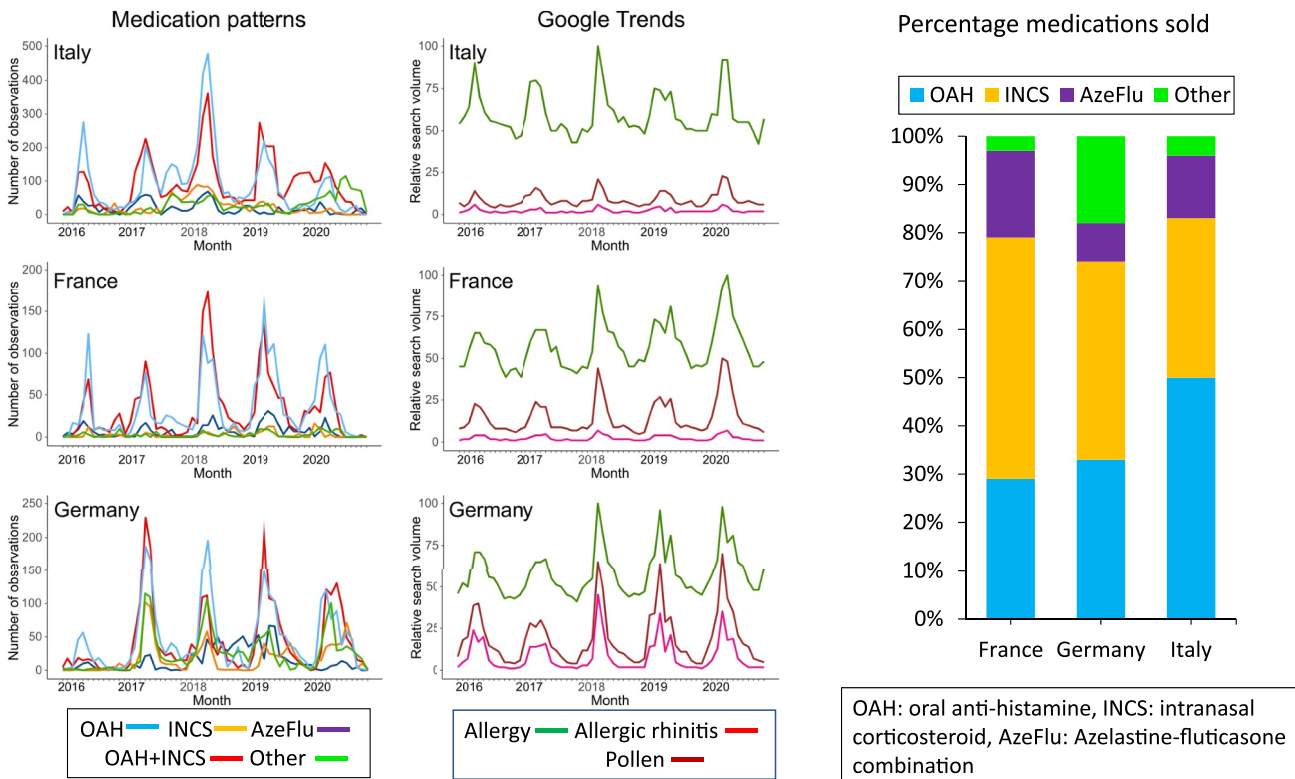 Medication patterns
Google Trends
Percentage medications sold
Italy
Number of observations
500
400
300
200
100
0
2016 2017 2018 2019 2020
Month
Italy
Relative search volume
100
75
50
25
0
2016 2017 2018 2019 2020
Month
France
Number of observations
200
150
100
50
0
2016 2017 2018 2019 2020
Month
France
Relative search volume
100
75
50
25
0
2016 2017 2018 2019 2020
Month
Germany
Number of observations
250
200
150
100
50
0
2016 2017 2018 2019 2020
Month
Germany
Relative search volume
100
75
50
25
0
2016 2017 2018 2019 2020
Month
OAH INCS AzeFlu
OAH+INCS Other
Allergy Allergic rhinitis
Pollen
OAH INCS AzeFlu Other
100%
90%
80%
70%
60%
50%
40%
30%
20%
10%
0%
France Germany Italy
OAH: oral anti-histamine, INCS: intranasal
corticosteroid, AzeFlu: Azelastine-fluticasone
combination